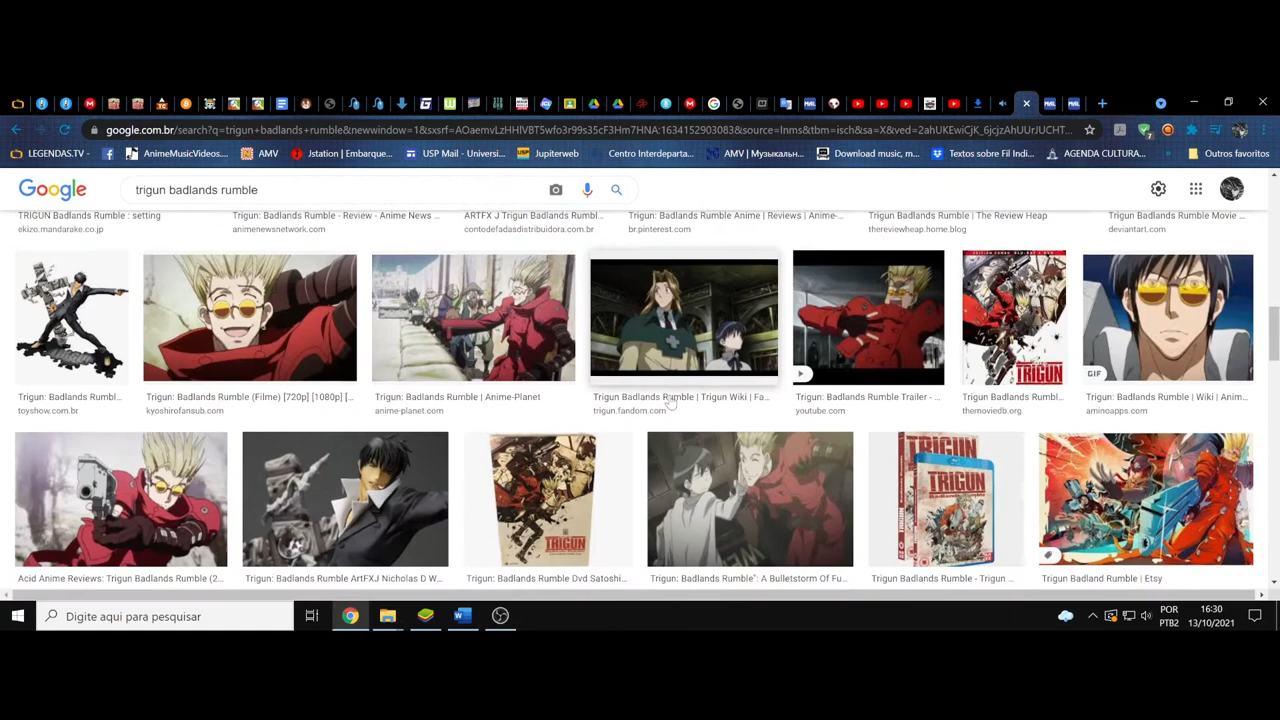 google.com.br/search?q=trigun+badlands+rumble&newwindow=1&sxsrf=AOaemvLzHHlVBT5wfo3r99s35cF3Hm7HNA:1634152903083&source=lnms&tbm=isch&sa=X&ved=2ahUKEwiCjK_6jcjzAhUUrJUCHT...
LEGENDAS.TV - AnimeMusicVideos.... AMV Jstation | Embarque... USP Mail - Universi... Jupiterweb Centro Interdeparta... AMV | Музыкальн... Download music, m... Textos sobre Fil Indi... AGENDA CULTURA... Outros favoritos
Google trigun badlands rumble
TRIGUN Badlands Rumble : setting Trigun: Badlands Rumble - Review - Anime News ... ARTFX J Trigun Badlands Rumbl... Trigun: Badlands Rumble Anime | Reviews | Anime-... Trigun: Badlands Rumble | The Review Heap Trigun: Badlands Rumble Movie ...
ekizo.mandarake.co.jp animenewsnetwork.com contodefadasdistribuidora.com.br br.pinterest.com thereviewheap.home.blog deviantart.com
GIF
Trigun: Badlands Rumbl... Trigun: Badlands Rumble (Filme) [720p] [1080p] [... Trigun: Badlands Rumble | Anime-Planet Trigun Badlands Rumble | Trigun Wiki | Fa... Trigun: Badlands Rumble Trailer - ... Trigun: Badlands Rumbl... Trigun: Badlands Rumble | Wiki | Anim...
toyshow.com.br kyoshirofansub.com anime-planet.com trigun.fandom.com youtube.com themoviedb.org aminoapps.com
TRIGUN
TRIGUN
TRIGUN
Acid Anime Reviews: Trigun Badlands Rumble (2... Trigun: Badlands Rumble ArtFXJ Nicholas D W... Trigun: Badlands Rumble Dvd Satoshi... Trigun: Badlands Rumble": A Bulletstorm Of Fu... Trigun: Badlands Rumble - Trigun ... Trigun Badland Rumble | Etsy
Digite aqui para pesquisar
POR
PTB2
16:30
13/10/2021